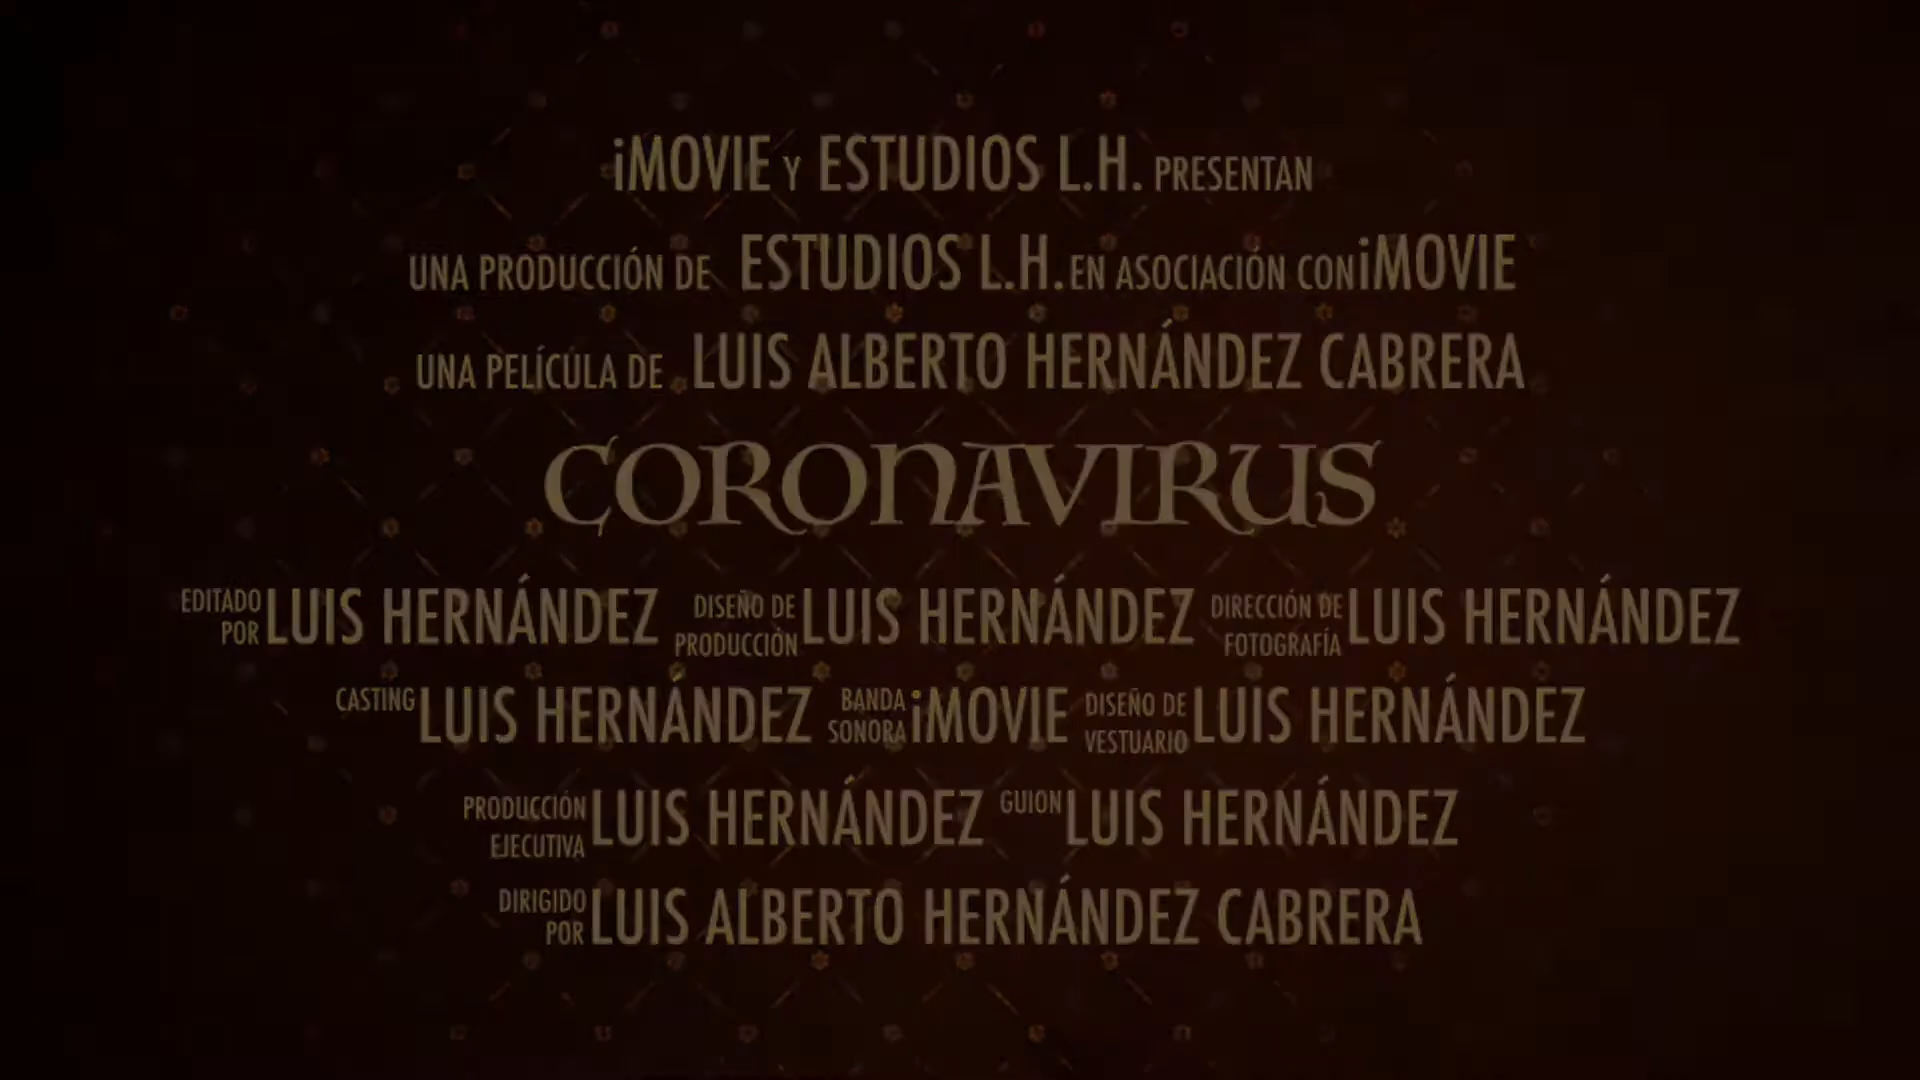 iMOVIE Y ESTUDIOS L.H. PRESENTAN
UNA PRODUCCIÓN DE ESTUDIOS L.H. EN ASOCIACIÓN CON iMOVIE
UNA PELÍCULA DE LUIS ALBERTO HERNÁNDEZ CABRERA
CORONAVIRUS
EDITADO POR LUIS HERNÁNDEZ DISEÑO DE PRODUCCIÓN LUIS HERNÁNDEZ DIRECCIÓN DE FOTOGRAFÍA LUIS HERNÁNDEZ
CASTING LUIS HERNÁNDEZ BANDA SONORA iMOVIE DISEÑO DE VESTUARIO LUIS HERNÁNDEZ
PRODUCCIÓN EJECUTIVA LUIS HERNÁNDEZ GUION LUIS HERNÁNDEZ
DIRIGIDO POR LUIS ALBERTO HERNÁNDEZ CABRERA